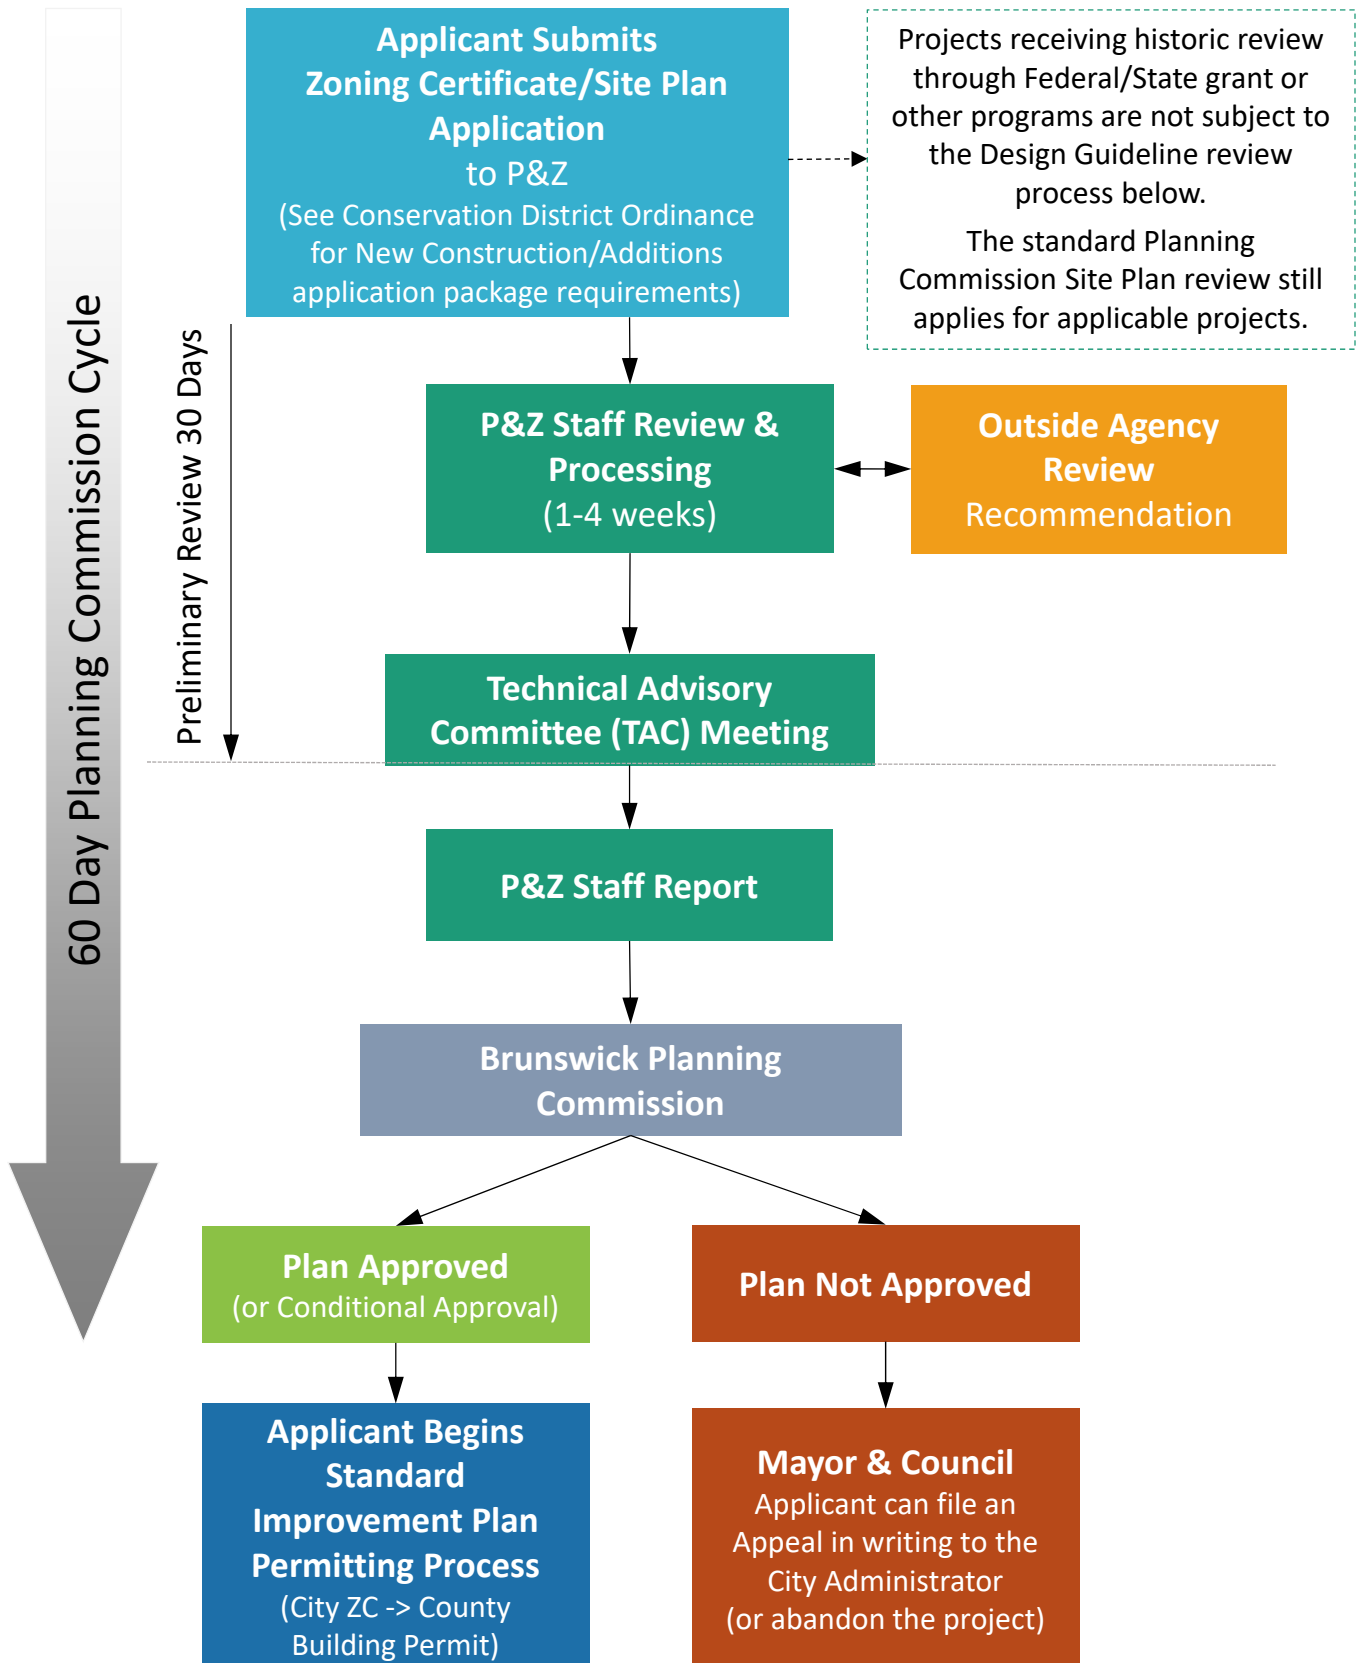 Applicant Submits
Zoning Certificate/Site Plan
Application
to P&Z
(See Conservation District Ordinance
for New Construction/Additions
application package requirements)
Projects receiving historic review
through Federal/State grant or
other programs are not subject to
the Design Guideline review
process below.
The standard Planning
Commission Site Plan review still
applies for applicable projects.
60 Day Planning Commission Cycle
Preliminary Review 30 Days
P&Z Staff Review &
Processing
(1-4 weeks)
Outside Agency
Review
Recommendation
Technical Advisory
Committee (TAC) Meeting
P&Z Staff Report
Brunswick Planning
Commission
Plan Approved
(or Conditional Approval)
Plan Not Approved
Applicant Begins
Standard
Improvement Plan
Permitting Process
(City ZC -> County
Building Permit)
Mayor & Council
Applicant can file an
Appeal in writing to the
City Administrator
(or abandon the project)